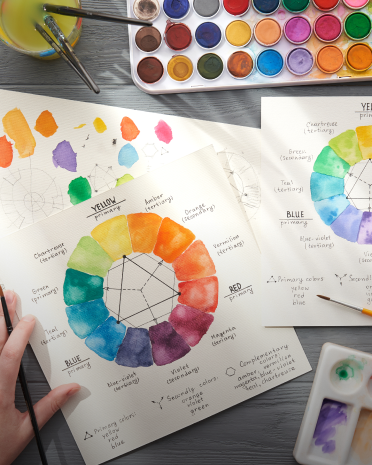 YELLOW
primary
Amber
(tertiary)
Orange
(secondary)
Vermilion
(tertiary)
RED
primary
Magenta
(tertiary)
Violet
(secondary)
Blue-violet
(tertiary)
BLUE
primary
Teal
(tertiary)
Green
(primary)
Chartreuse
(tertiary)
Primary colors:
yellow
red
blue
Secondly colors:
orange
violet
green
Complementary
colors:
amber, vermilion
magenta, blue-violet
teal, chartreuse
primary
Chartreuse
(tertiary)
Green
(secondary)
Teal
(tertiary)
BLUE
primary
Blue-violet
(tertiary)
Primary colors
yellow
red
blue